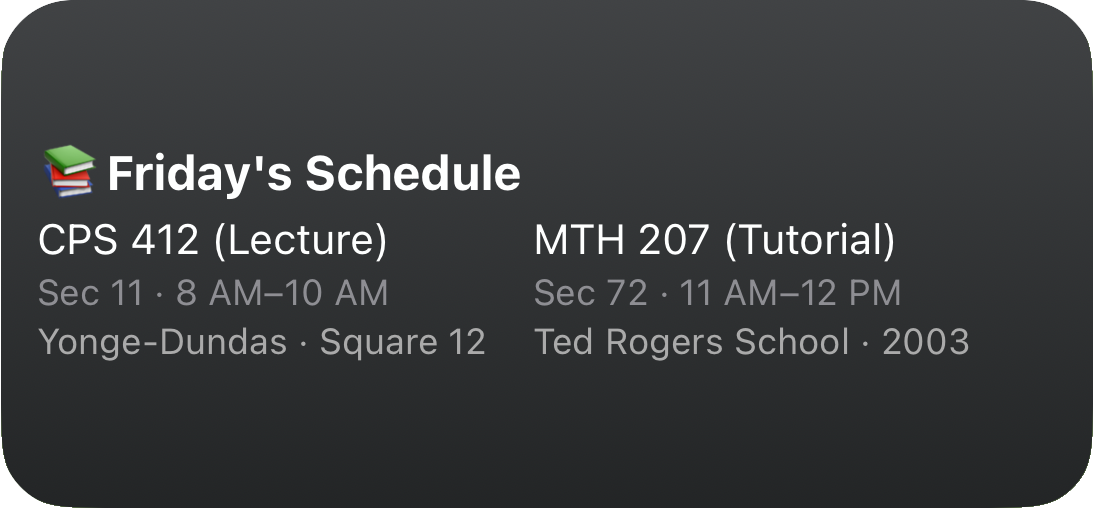 📚 Friday's Schedule
CPS 412 (Lecture)
Sec 11 · 8 AM–10 AM
Yonge-Dundas · Square 12
MTH 207 (Tutorial)
Sec 72 · 11 AM–12 PM
Ted Rogers School · 2003